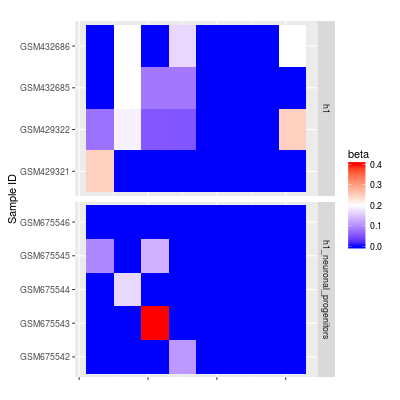 GSM432686
GSM432685
GSM429322
GSM429321
h1
GSM675546
GSM675545
GSM675544
GSM675543
GSM675542
h1_neuronal_progenitors
Sample ID
beta
0.4
0.3
0.2
0.1
0.0